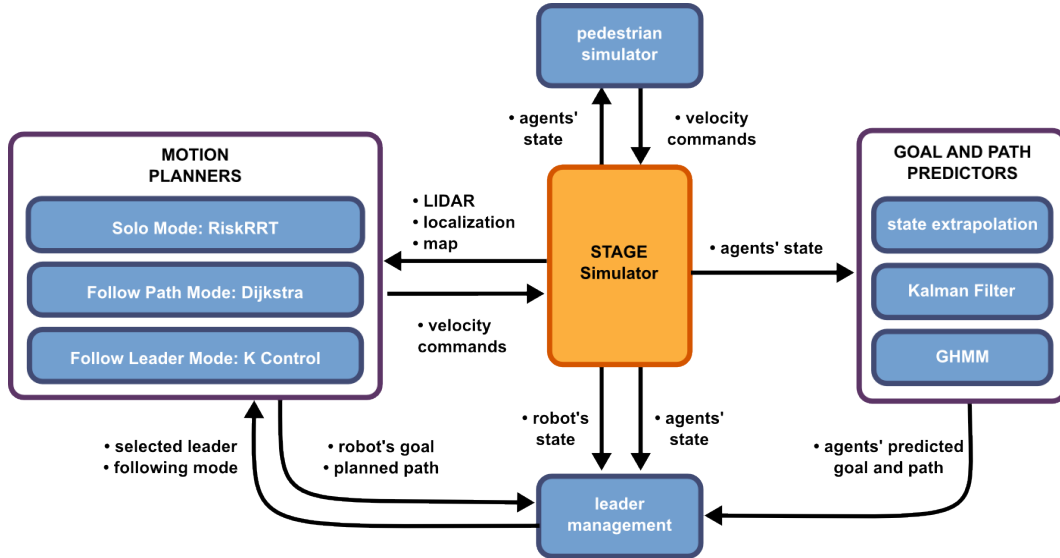 pedestrian
simulator
• agents'
state
• velocity
commands
MOTION
PLANNERS
Solo Mode: RiskRRT
Follow Path Mode: Dijkstra
Follow Leader Mode: K Control
• LIDAR
• localization
• map
• velocity
commands
STAGE
Simulator
• agents' state
GOAL AND PATH
PREDICTORS
state extrapolation
Kalman Filter
GHMM
• selected leader
• following mode
• robot's goal
• planned path
• robot's
state
• agents'
state
• agents' predicted
goal and path
leader
management